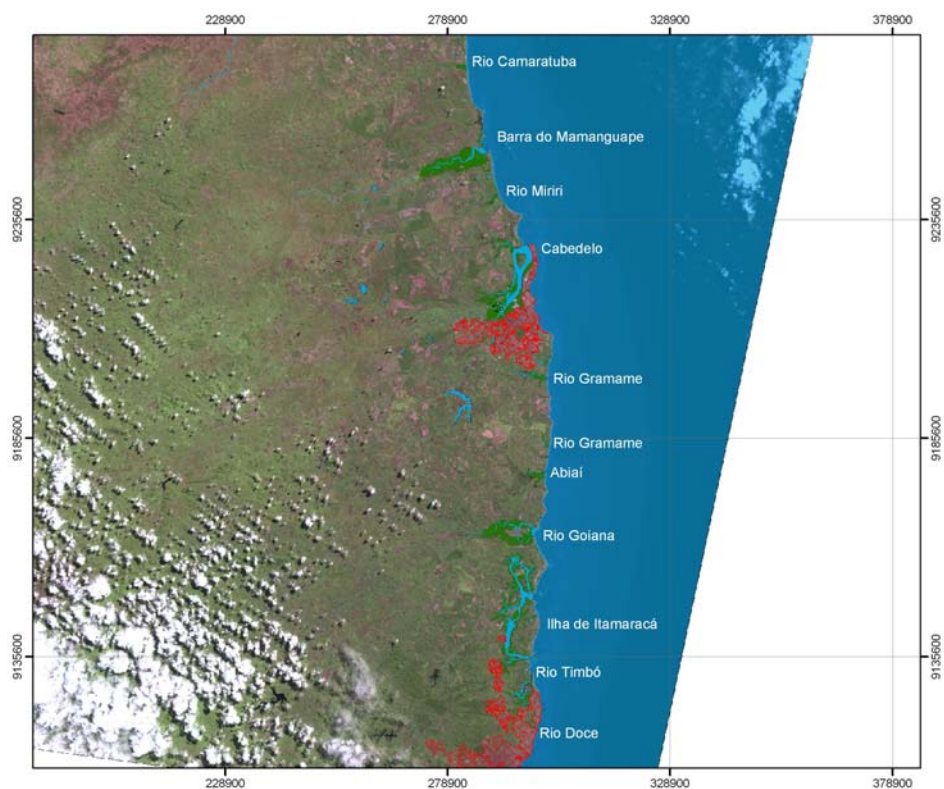 228900 278900 328900 378900
Rio Camaratuba
Barra do Mamanguape
Rio Miriri
9235600 9235600
Cabedelo
Rio Gramame
9185600 9185600
Rio Gramame
Abiaí
Rio Goiana
Ilha de Itamaracá
9135600 9135600
Rio Timbó
Rio Doce
228900 278900 328900 378900